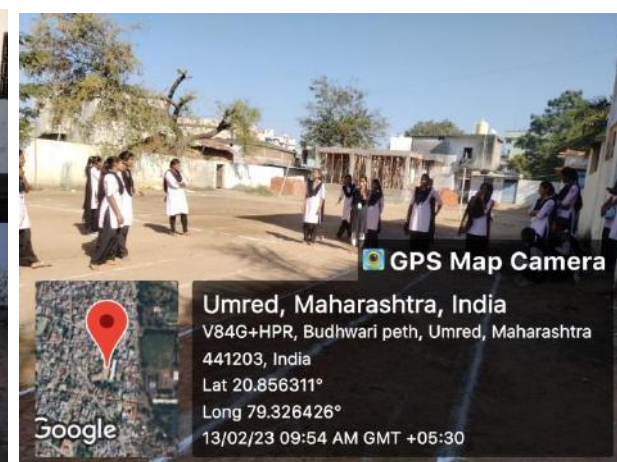 GPS Map Camera
Umred, Maharashtra, India
V84G+HPR, Budhwari peth, Umred, Maharashtra
441203, India
Lat 20.856311°
Long 79.326426°
13/02/23 09:54 AM GMT +05:30
Google